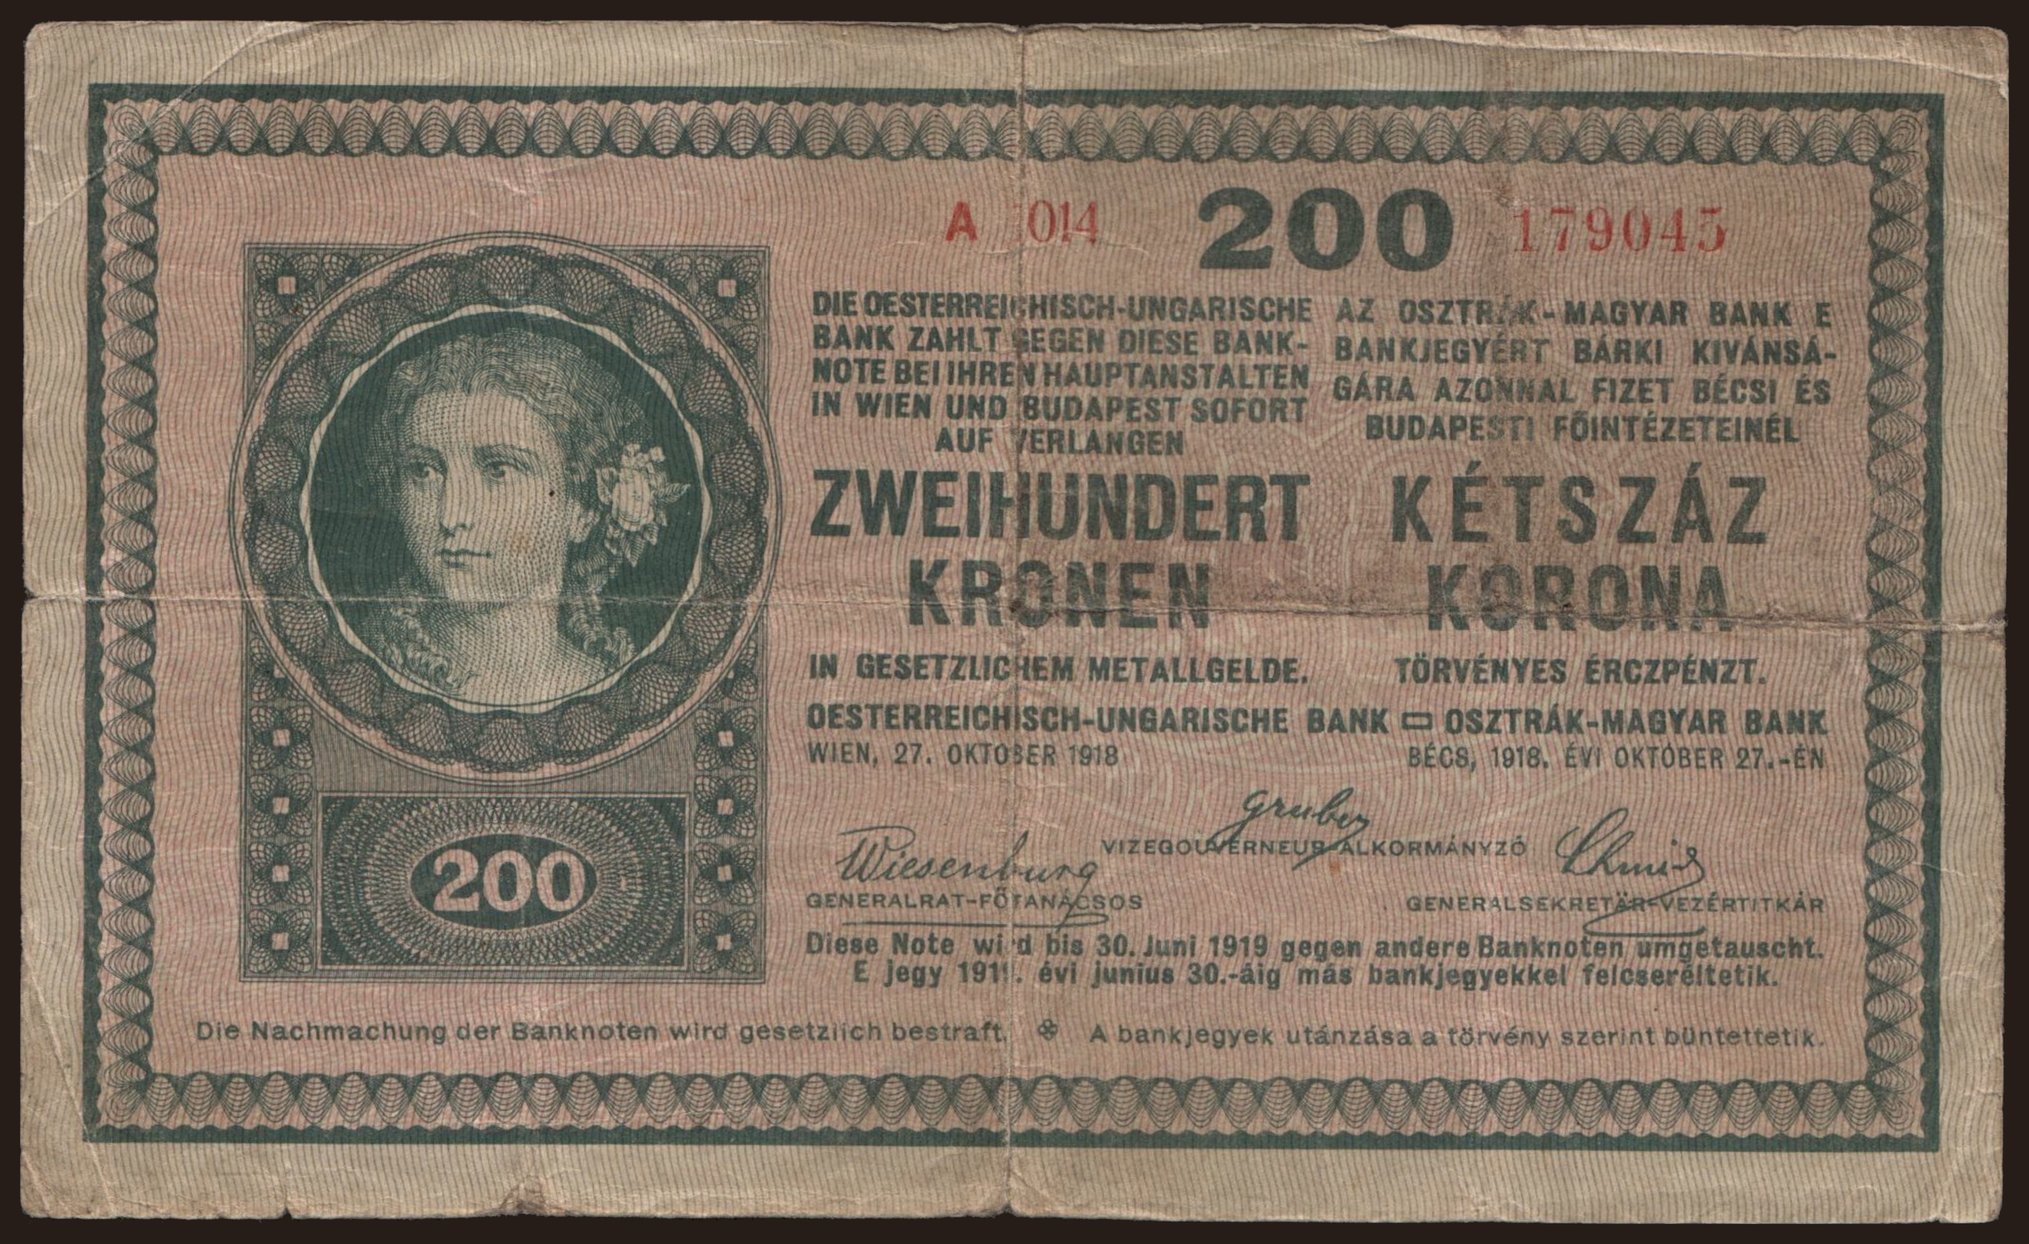 A 014 200 179045
DIE OESTERREICHISCH-UNGARISCHE
BANK ZAHLT GEGEN DIESE BANK-
NOTE BEI IHREN HAUPTANSTALTEN
IN WIEN UND BUDAPEST SOFORT
AUF VERLANGEN
ZWEIHUNDERT
KRONEN
IN GESETZLICHEM METALLGELDE.
AZ OSZTRÁK-MAGYAR BANK E
BANKJEGYÉRT BÁRKI KIVÁNSÁ-
GÁRA AZONNAL FIZET BÉCSI ÉS
BUDAPESTI FŐINTÉZETEINÉL
KÉTSZÁZ
KORONA
TÖRVÉNYES ÉRCZPÉNZT.
OESTERREICHISCH-UNGARISCHE BANK OSZTRÁK-MAGYAR BANK
WIEN, 27. OKTOBER 1918 BÉCS, 1918. ÉVI OKTÓBER 27.-ÉN
Gruber
VIZEGOUVERNEUR-ALKORMÁNYZÓ
Wiesenburg
GENERALRAT-FŐTANÁCSOS
Schmid
GENERALSEKRETÄR-VEZÉRTITKÁR
200
Diese Note wird bis 30. Juni 1919 gegen andere Banknoten umgetauscht.
E jegy 1919. évi junius 30.-áig más bankjegyekkel felcseréltetik.
Die Nachmachung der Banknoten wird gesetzlich bestraft. A bankjegyek utánzása a törvény szerint büntettetik.